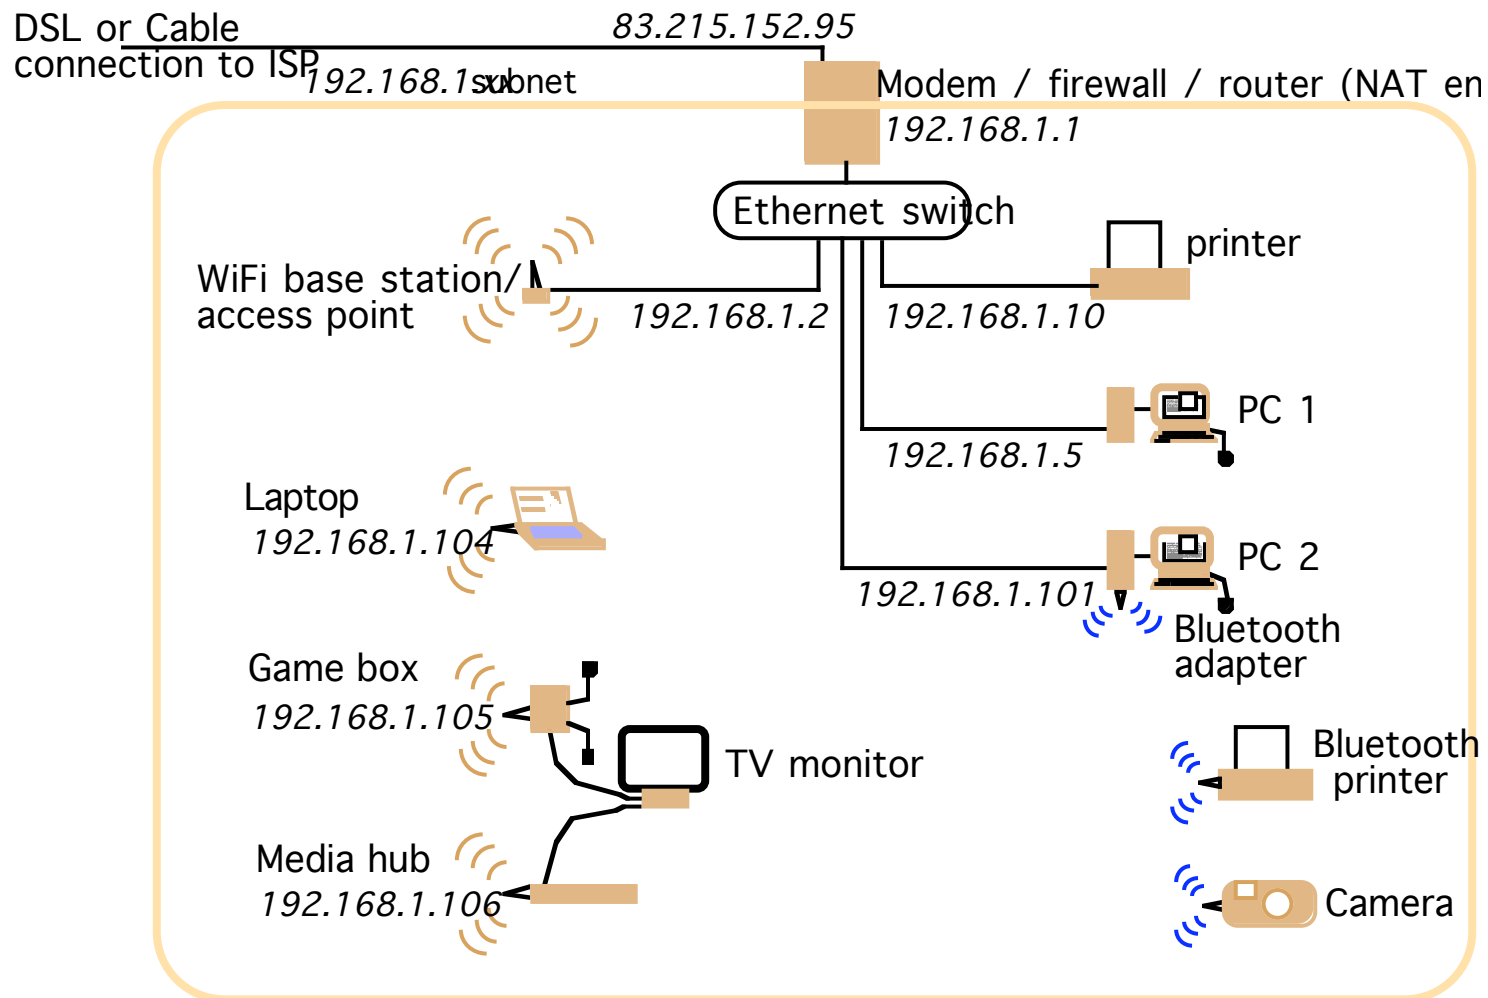 DSL or Cable
connection to ISP
83.215.152.95
192.168.1.xx subnet
Modem / firewall / router (NAT en
192.168.1.1
Ethernet switch
printer
WiFi base station/
access point
192.168.1.2
192.168.1.10
PC 1
192.168.1.5
Laptop
192.168.1.104
PC 2
192.168.1.101
Bluetooth
adapter
Game box
192.168.1.105
TV monitor
Bluetooth
printer
Media hub
192.168.1.106
Camera